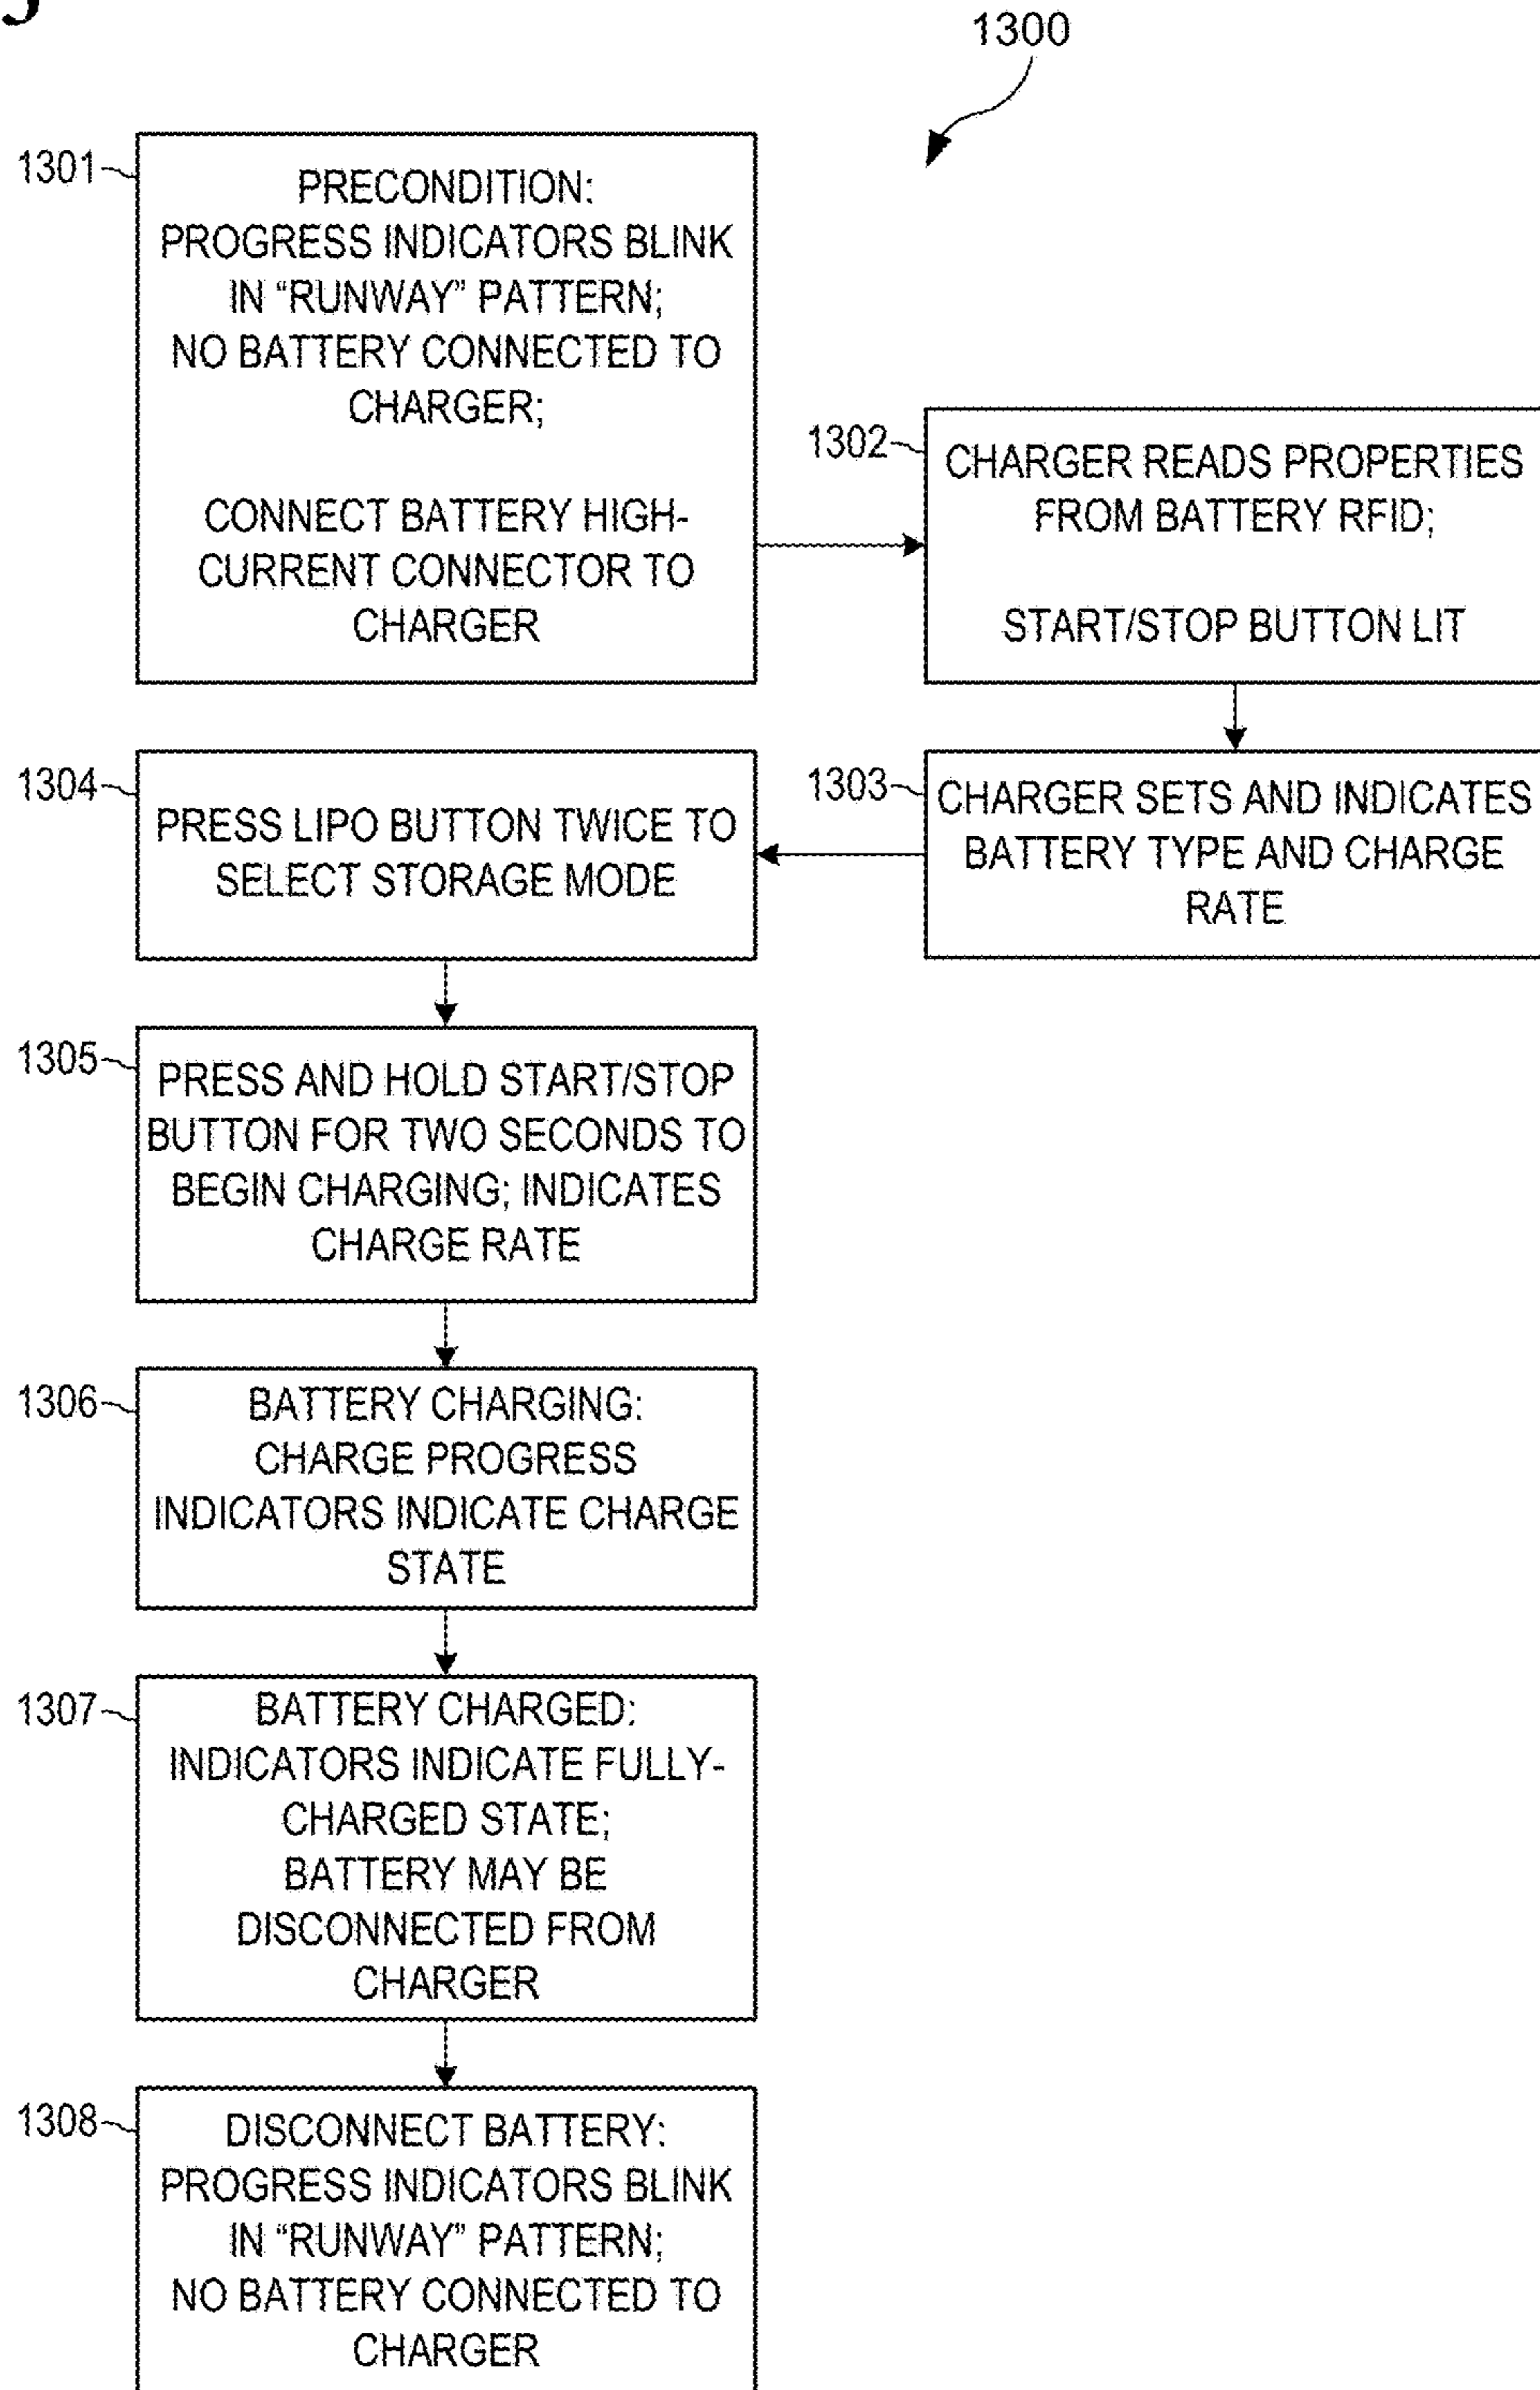 1300
1301
PRECONDITION:
PROGRESS INDICATORS BLINK
IN “RUNWAY” PATTERN;
NO BATTERY CONNECTED TO
CHARGER;
CONNECT BATTERY HIGH-
CURRENT CONNECTOR TO
CHARGER
1302
CHARGER READS PROPERTIES
FROM BATTERY RFID;
START/STOP BUTTON LIT
1303
CHARGER SETS AND INDICATES
BATTERY TYPE AND CHARGE
RATE
1304
PRESS LIPO BUTTON TWICE TO
SELECT STORAGE MODE
1305
PRESS AND HOLD START/STOP
BUTTON FOR TWO SECONDS TO
BEGIN CHARGING; INDICATES
CHARGE RATE
1306
BATTERY CHARGING:
CHARGE PROGRESS
INDICATORS INDICATE CHARGE
STATE
1307
BATTERY CHARGED:
INDICATORS INDICATE FULLY-
CHARGED STATE;
BATTERY MAY BE
DISCONNECTED FROM
CHARGER
1308
DISCONNECT BATTERY:
PROGRESS INDICATORS BLINK
IN “RUNWAY” PATTERN;
NO BATTERY CONNECTED TO
CHARGER